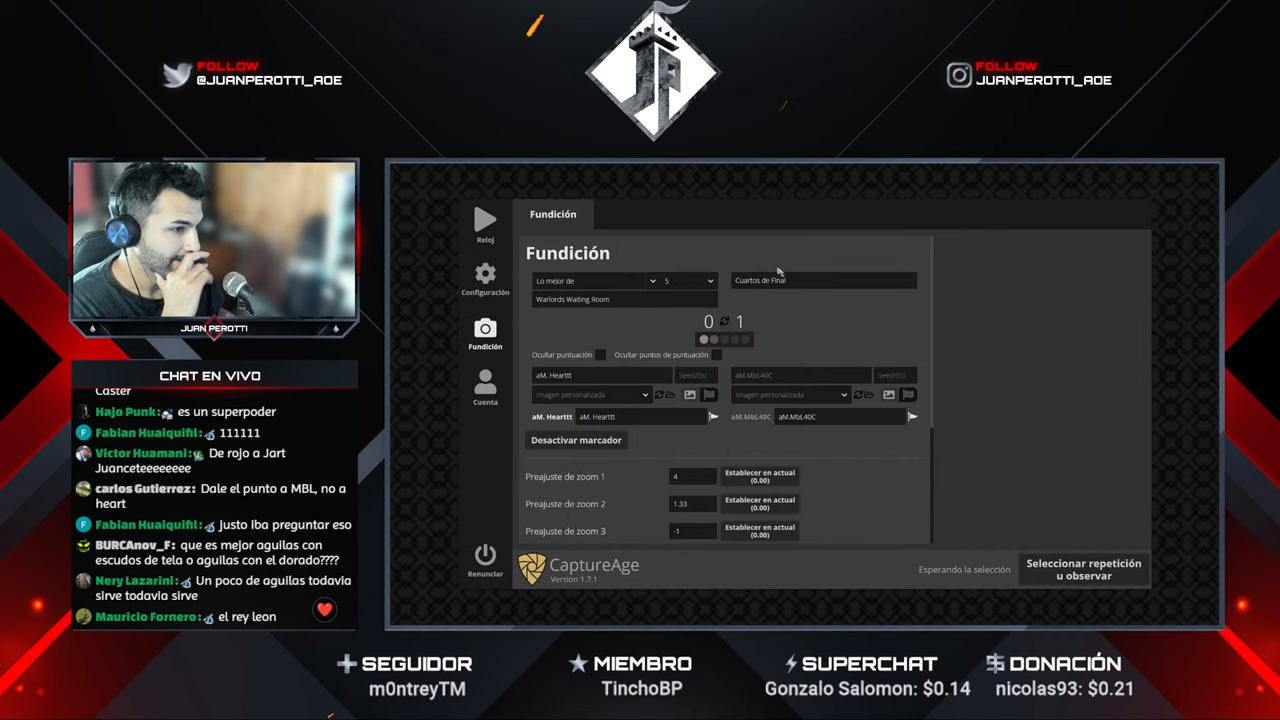 FOLLOW
@JUANPEROTTI_AOE
JP
FOLLOW
JUANPEROTTI_AOE
JUAN PEROTTI
CHAT EN VIVO
Caster
Hajo Punk: es un superpoder
Fabian Huaiquifil: 111111
Victor Huamani: De rojo a Jart
Juanceteeeeeee
carlos Gutierrez: Dale el punto a MBL, no a
heart
Fabian Huaiquifil: Justo iba preguntar eso
BURCAnov_F: que es mejor aguilas con
escudos de tela o aguilas con el dorado????
Nery Lazarini: Un poco de aguilas todavia
sirve todavia sirve
Mauricio Fornero: el rey leon
Reloj
Configuración
Fundición
Cuenta
Renunciar
Fundición
Fundición
Lo mejor de 5 Cuartos de Final
Warlords Waiting Room
0 1
Ocultar puntuación Ocultar puntos de puntuación
aM. Hearttt Seed/Elo aM.MbL40C Seed/Elo
Imagen personalizada Imagen personalizada
aM. Hearttt aM. Hearttt aM.MbL40C aM.MbL40C
Desactivar marcador
Preajuste de zoom 1 4 Establecer en actual
(0.00)
Preajuste de zoom 2 1.33 Establecer en actual
(0.00)
Preajuste de zoom 3 -1 Establecer en actual
(0.00)
CaptureAge
Version 1.7.1
Esperando la selección
Seleccionar repetición
u observar
SEGUIDOR
m0ntreyTM
MIEMBRO
TinchoBP
SUPERCHAT
Gonzalo Salomon: $0.14
DONACIÓN
nicolas93: $0.21